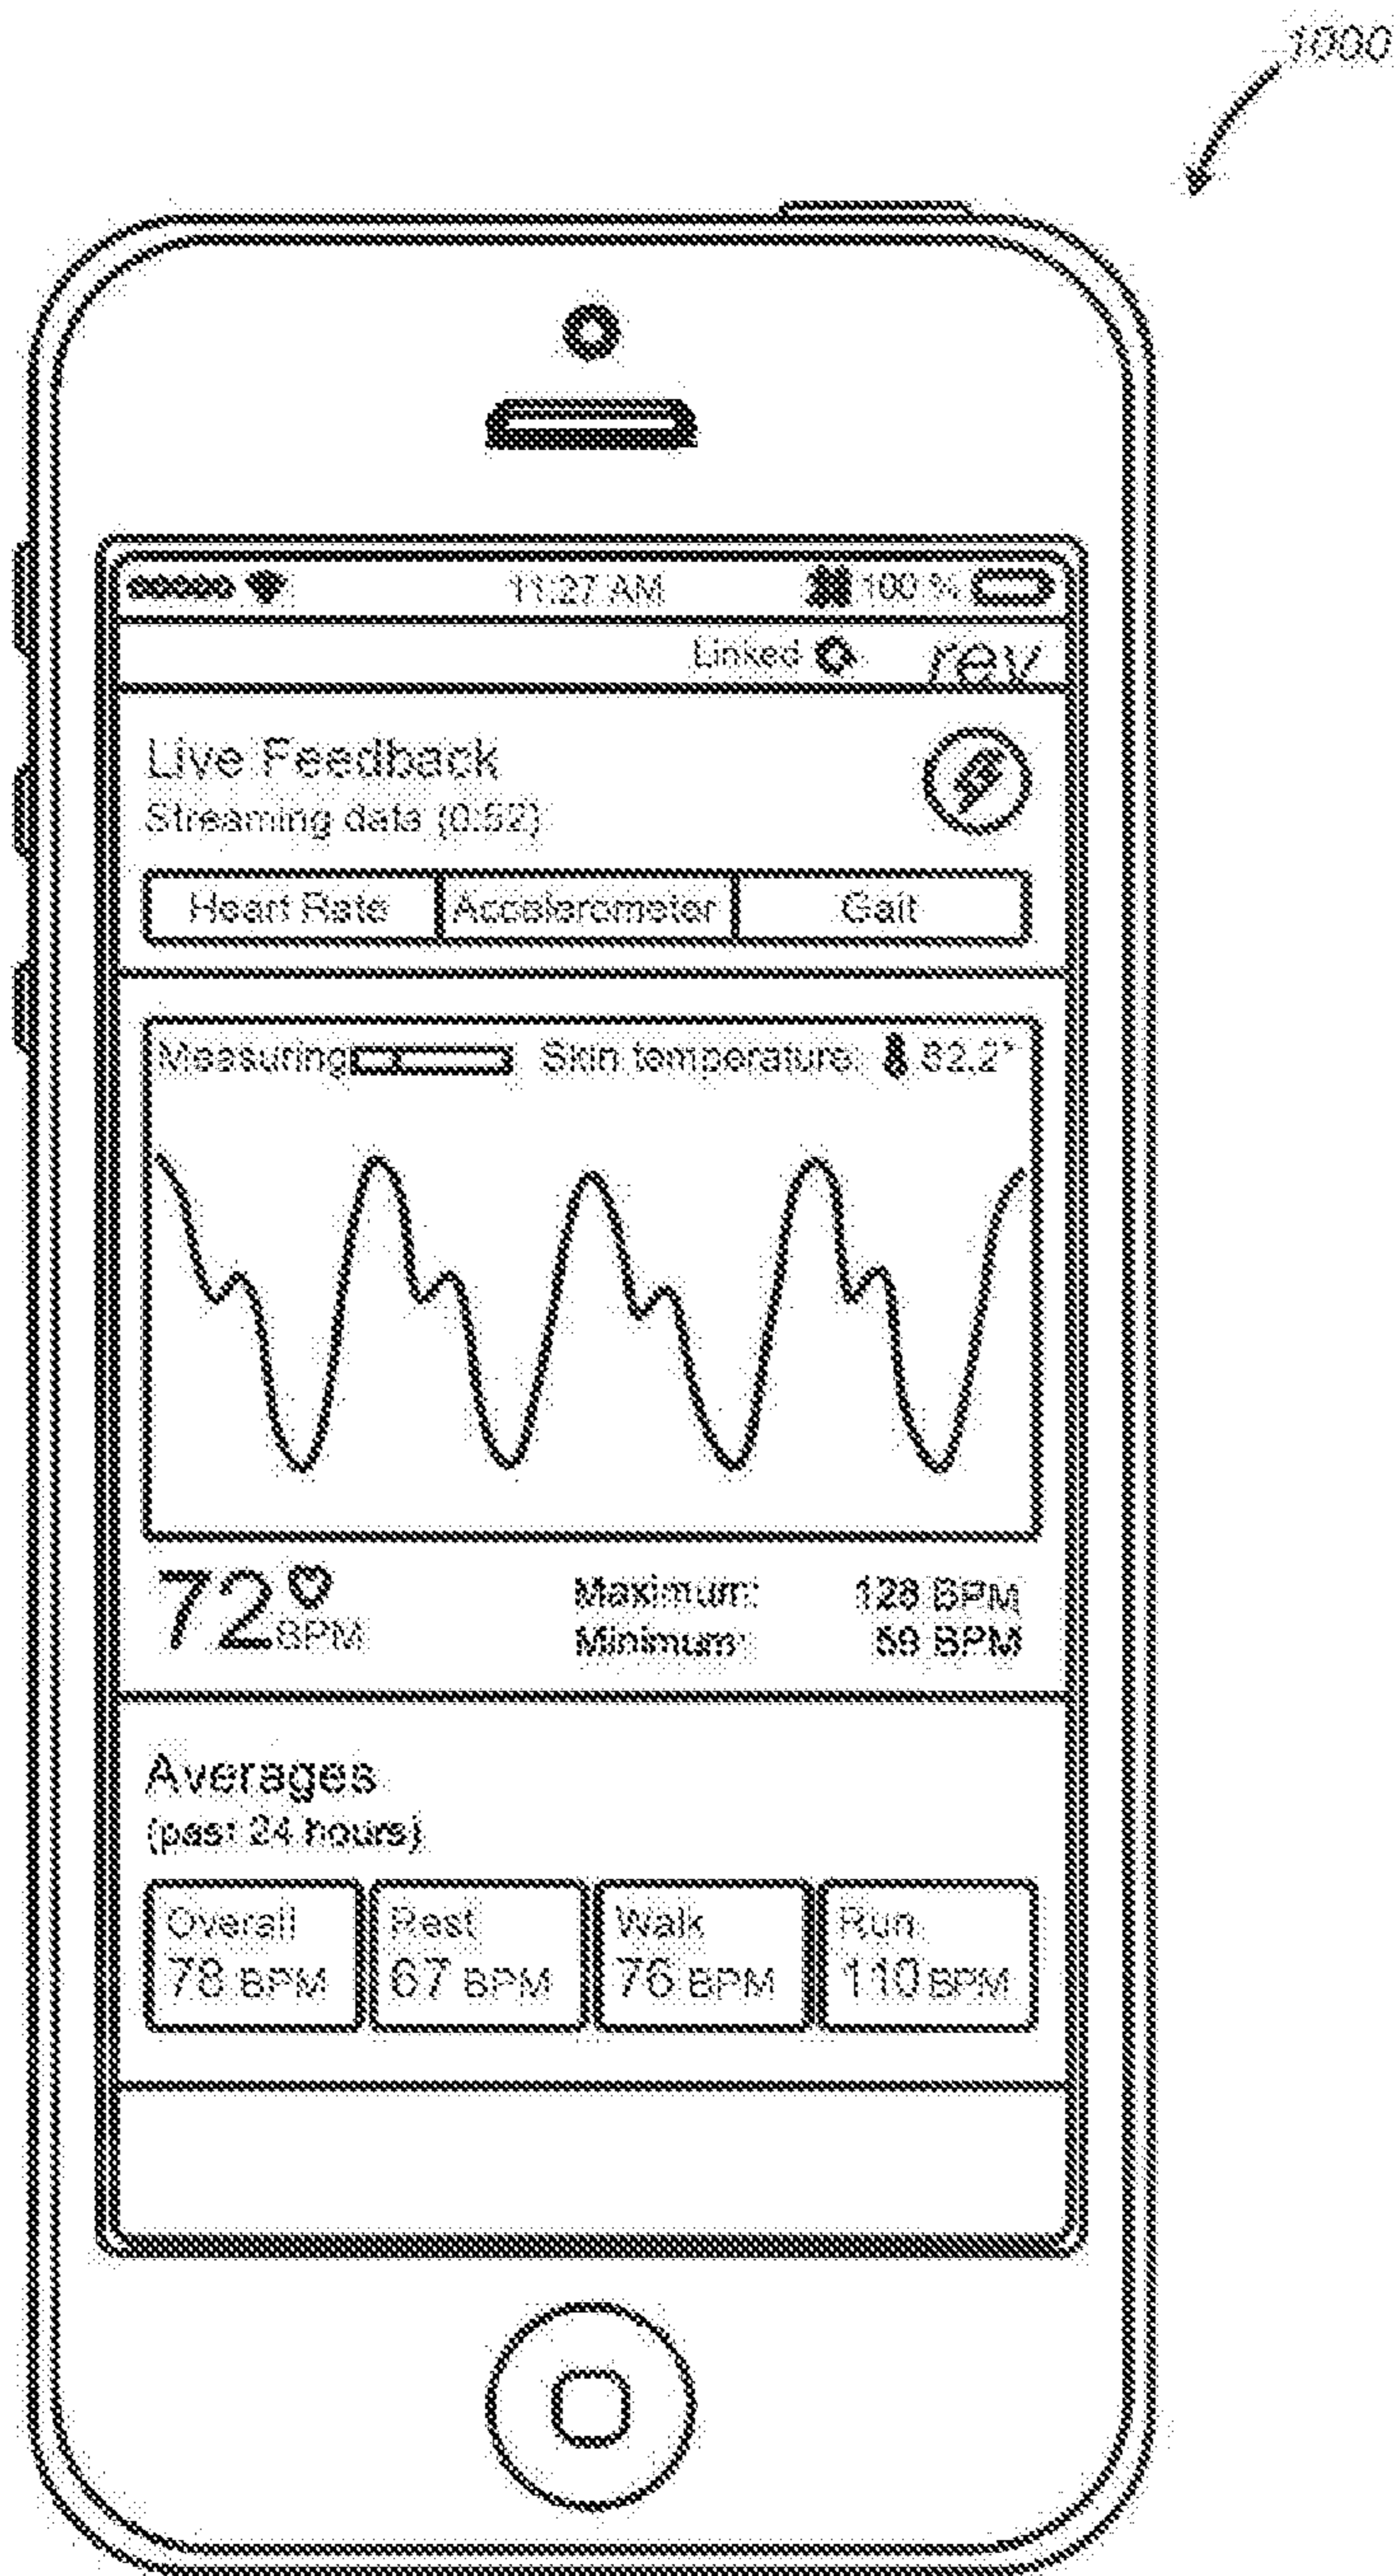 1000
11:27 AM 100 %
Linked rev
Live Feedback
Streaming data (0:52)
Heart Rate Accelerometer Gait
Measuring Skin temperature: 82.2°
72 BPM
Maximum: 128 BPM
Minimum: 59 BPM
Averages
(past 24 hours)
Overall Rest Walk Run
78 BPM 67 BPM 76 BPM 110 BPM